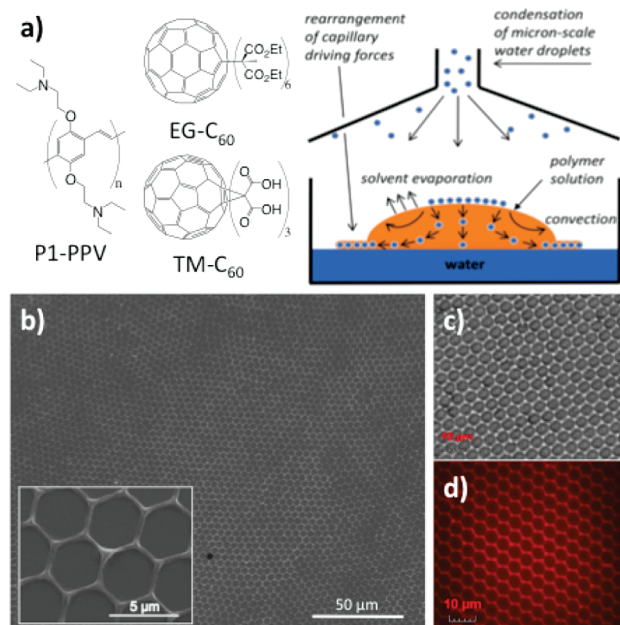 a)
N
O
n
O
N
P1-PPV
CO₂Et
CO₂Et
6
EG-C₆₀
O
OH
OH
O
3
TM-C₆₀
rearrangement
of capillary
driving forces
condensation
of micron-scale
water droplets
solvent evaporation
polymer
solution
convection
water
b)
5 µm
50 µm
c)
10 µm
d)
10 µm